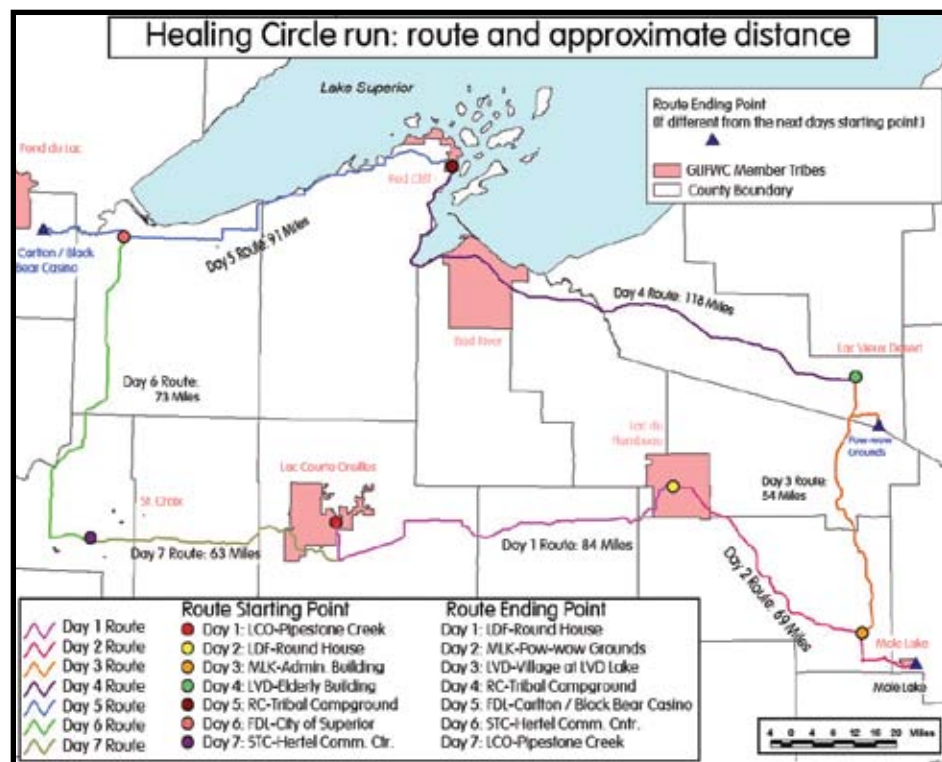 Healing Circle run: route and approximate distance
Lake Superior
Route Ending Point
(If different from the next days starting point.)
GLIFWC Member Tribes
County Boundary
Fond du Lac
Red Cliff
Carlton / Black
Bear Casino
Day 5 Route: 91 Miles
Day 4 Route: 118 Miles
Bad River
Lac Vieux Desert
Day 6 Route:
73 Miles
Lac du
Flambeau
Pow-wow
Grounds
Lac Courte Oreilles
Day 3 Route:
54 Miles
St. Croix
Day 7 Route: 63 Miles
Day 1 Route: 84 Miles
Day 2 Route: 69 Miles
Mole Lake
Mole Lake
Day 1 Route
Day 2 Route
Day 3 Route
Day 4 Route
Day 5 Route
Day 6 Route
Day 7 Route
Route Starting Point
Day 1: LCO-Pipestone Creek
Day 2: LDF-Round House
Day 3: MLK-Admin. Building
Day 4: LVD-Elderly Building
Day 5: RC-Tribal Campground
Day 6: FDL-City of Superior
Day 7: STC-Hertel Comm. Ctr.
Route Ending Point
Day 1: LDF-Round House
Day 2: MLK-Pow-wow Grounds
Day 3: LVD-Village at LVD Lake
Day 4: RC-Tribal Campground
Day 5: FDL-Carlton / Black Bear Casino
Day 6: STC-Hertel Comm. Cntr.
Day 7: LCO-Pipestone Creek
4 0 4 8 12 16 20 Miles